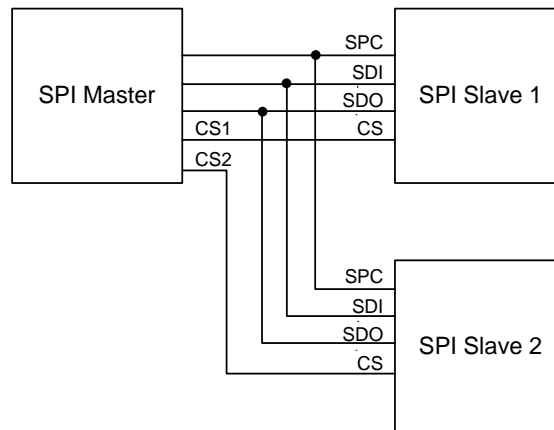 SPC
SDI
SPI Master
SDO
SPI Slave 1
CS1
CS
CS2
SPC
SDI
SDO
SPI Slave 2
CS